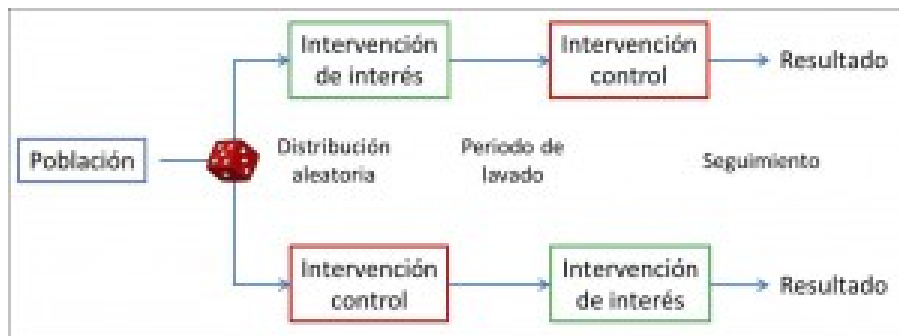 Intervención
de interés
Intervención
control
Resultado
Población
Distribución
aleatoria
Periodo de
lavado
Seguimiento
Intervención
control
Intervención
de interés
Resultado